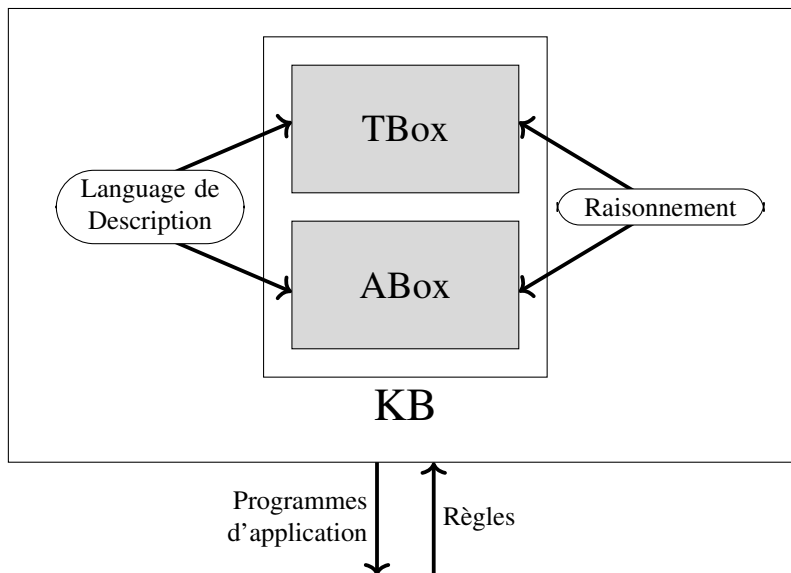 TBox
Language de
Description
Raisonnement
ABox
KB
Programmes
d'application
Règles